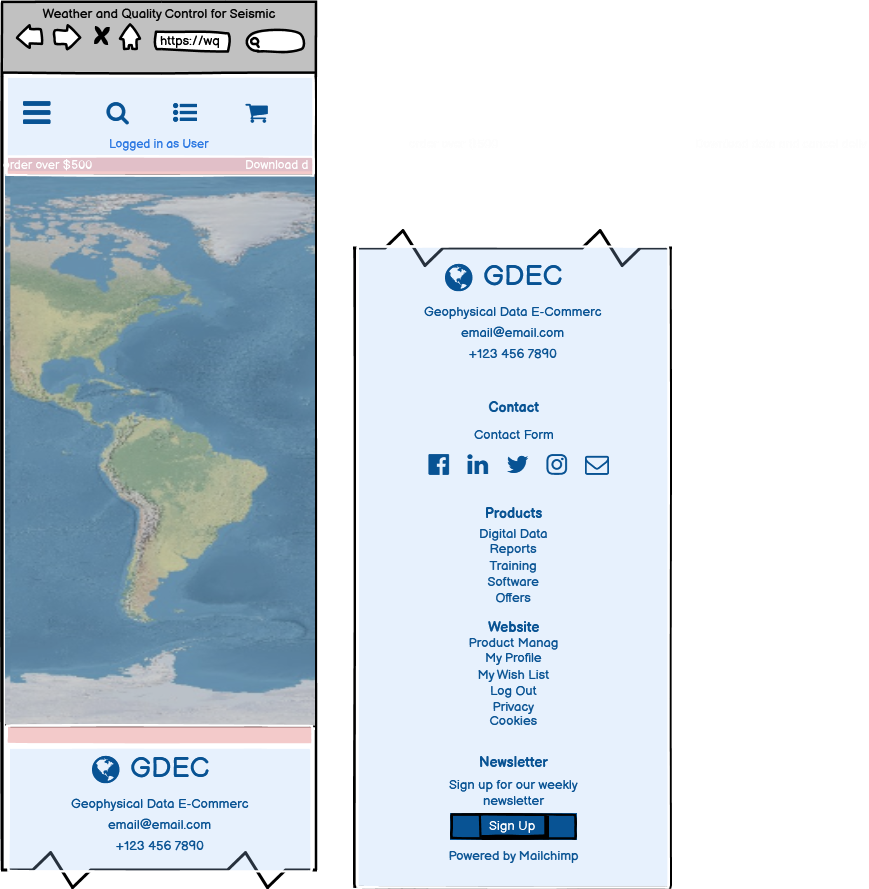 Weather and Quality Control for Seismic
https://wq
Logged in as User
rder over $500
Download d
GDEC
Geophysical Data E-Commerc
email@email.com
+123 456 7890
GDEC
Geophysical Data E-Commerc
email@email.com
+123 456 7890
Contact
Contact Form
Products
Digital Data
Reports
Training
Software
Offers
Website
Product Manag
My Profile
My Wish List
Log Out
Privacy
Cookies
Newsletter
Sign up for our weekly
newsletter
Sign Up
Powered by Mailchimp